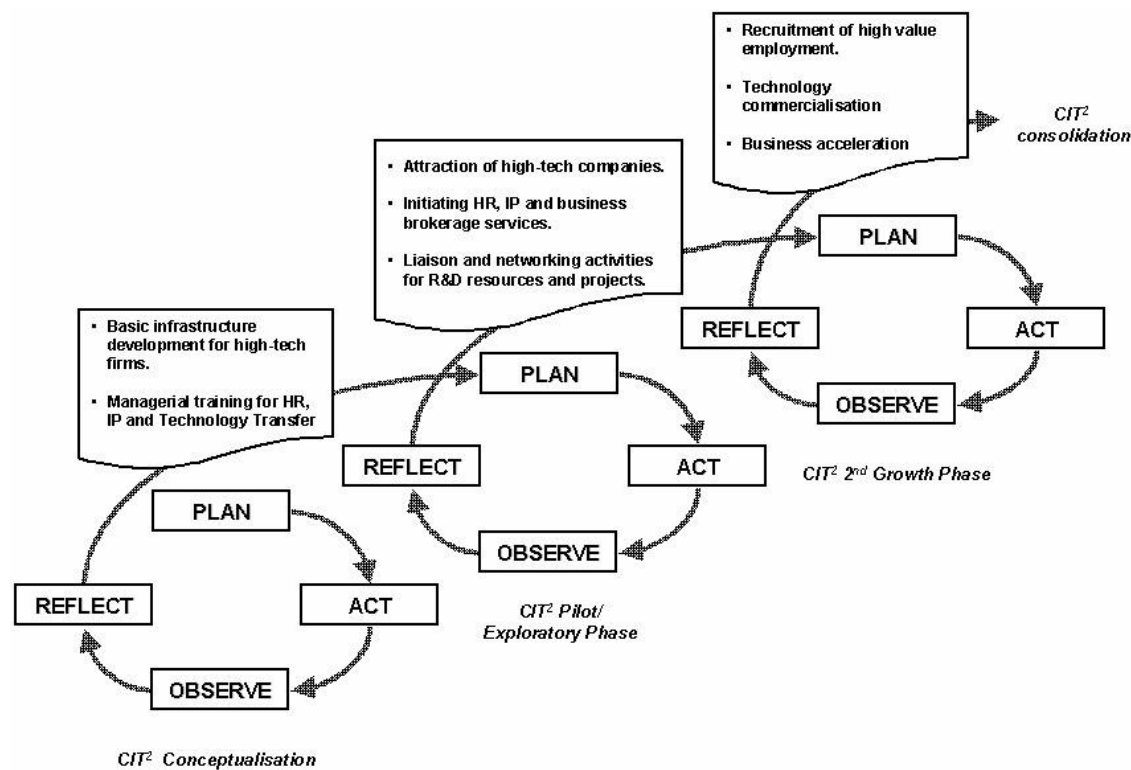 ▪ Recruitment of high value
employment.
▪ Technology
commercialisation
▪ Business acceleration
CIT²
consolidation
▪ Attraction of high-tech companies.
▪ Initiating HR, IP and business
brokerage services.
▪ Liaison and networking activities
for R&D resources and projects.
PLAN
ACT
OBSERVE
REFLECT
CIT² 2nd Growth Phase
▪ Basic infrastructure
development for high-tech
firms.
▪ Managerial training for HR,
IP and Technology Transfer
PLAN
ACT
OBSERVE
REFLECT
CIT² Pilot/
Exploratory Phase
PLAN
ACT
OBSERVE
REFLECT
CIT² Conceptualisation